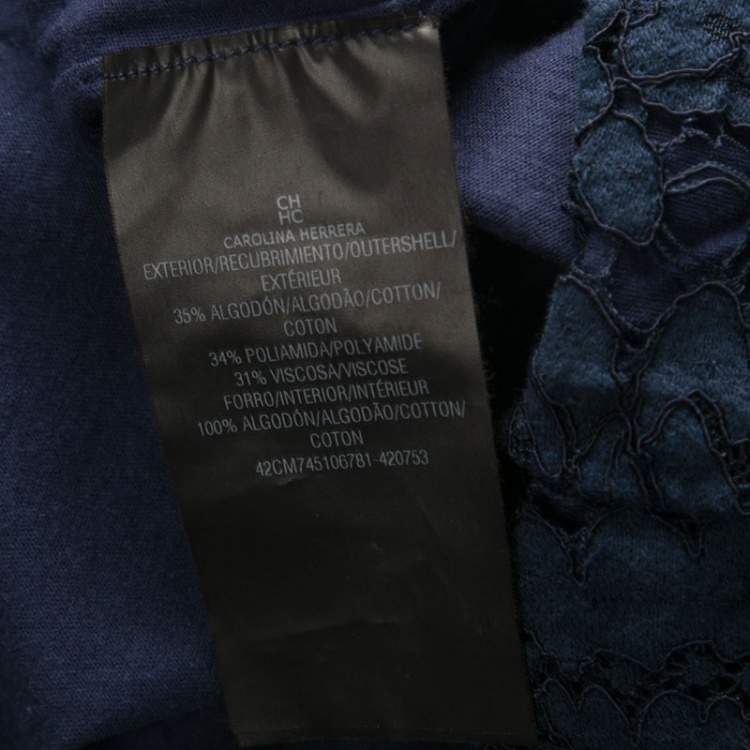 CH
HC
CAROLINA HERRERA
EXTERIOR/RECUBRIMIENTO/OUTERSHELL/
EXTÉRIEUR
35% ALGODÓN/ALGODÃO/COTTON/
COTON
34% POLIAMIDA/POLYAMIDE
31% VISCOSA/VISCOSE
FORRO/INTERIOR/INTÉRIEUR
100% ALGODÓN/ALGODÃO/COTTON/
COTON
42CM745106781-420753